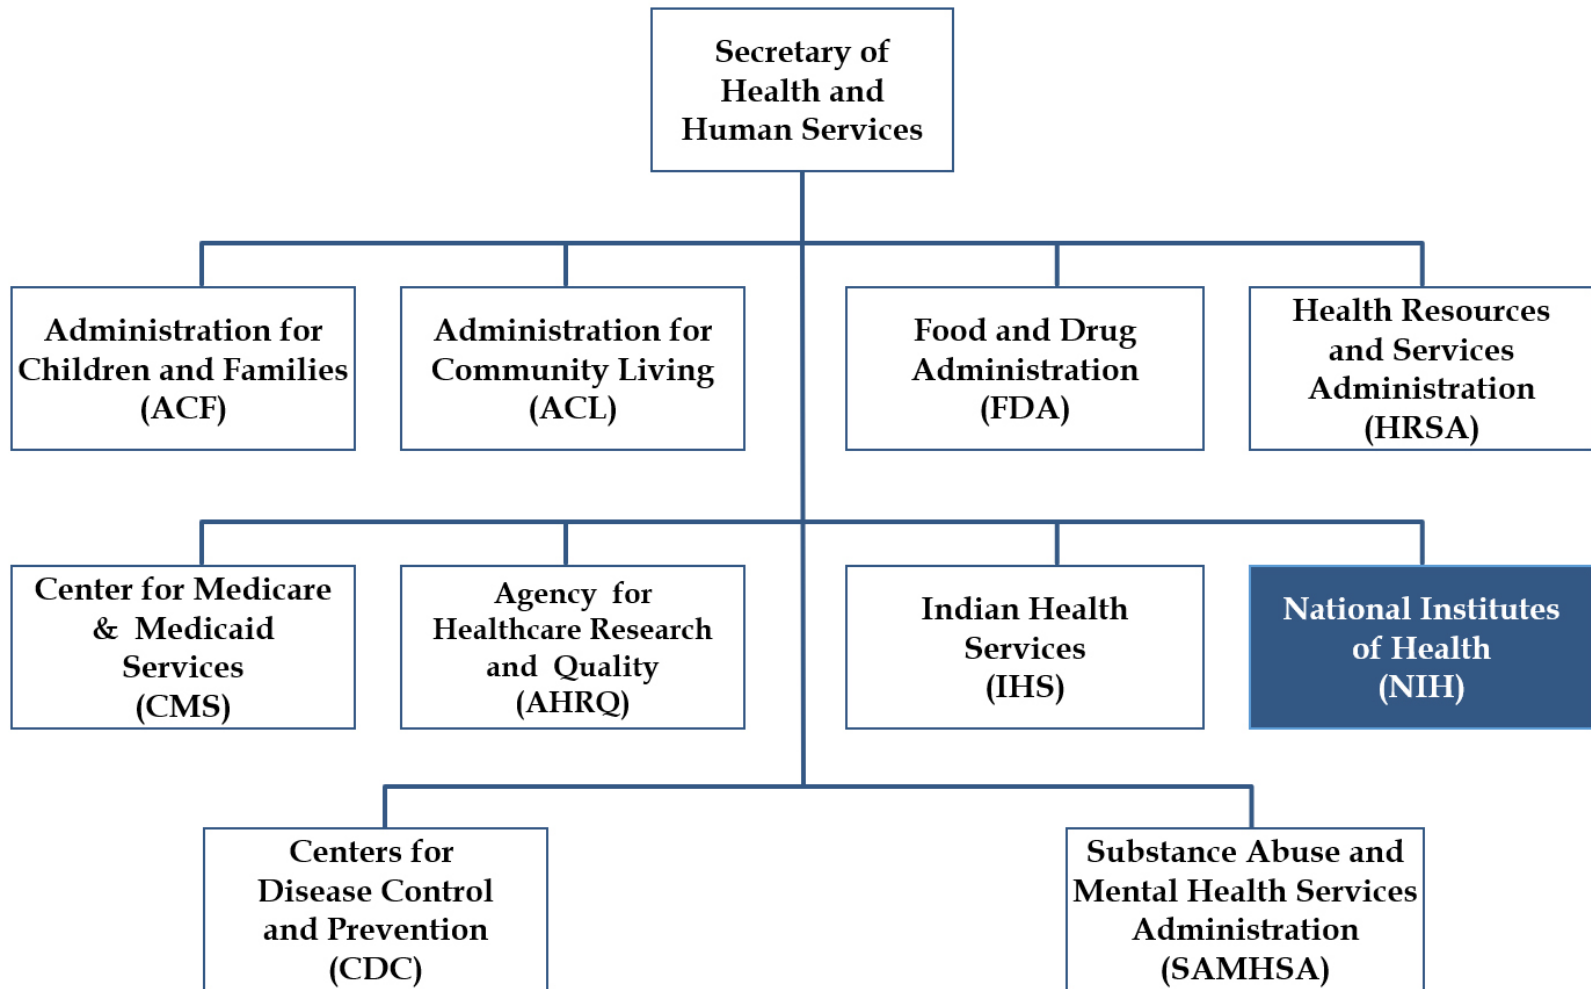 Secretary of
Health and
Human Services
Administration for
Children and Families
(ACF)
Administration for
Community Living
(ACL)
Food and Drug
Administration
(FDA)
Health Resources
and Services
Administration
(HRSA)
Center for Medicare
& Medicaid
Services
(CMS)
Agency for
Healthcare Research
and Quality
(AHRQ)
Indian Health
Services
(IHS)
National Institutes
of Health
(NIH)
Centers for
Disease Control
and Prevention
(CDC)
Substance Abuse and
Mental Health Services
Administration
(SAMHSA)